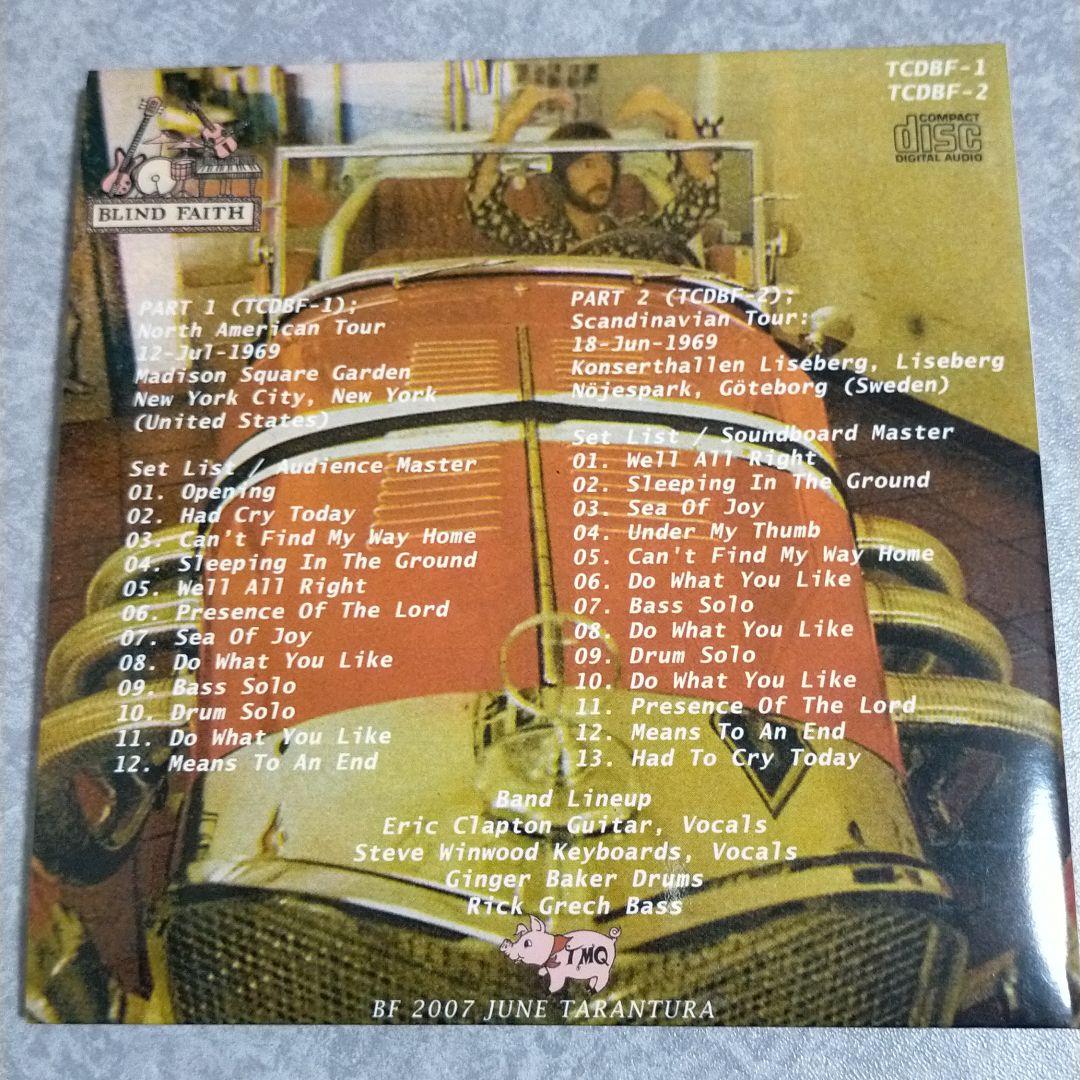 TCDBF-1
TCDBF-2
COMPACT
disc
DIGITAL AUDIO
BLIND FAITH
PART 1 (TCDBF-1);
North American Tour
12-Jul-1969
Madison Square Garden
New York City, New York
(United States)
Set List / Audience Master
01. Opening
02. Had Cry Today
03. Can't Find My Way Home
04. Sleeping In The Ground
05. Well All Right
06. Presence Of The Lord
07. Sea Of Joy
08. Do What You Like
09. Bass Solo
10. Drum Solo
11. Do What You Like
12. Means To An End
PART 2 (TCDBF-2);
Scandinavian Tour:
18-Jun-1969
Konserthallen Liseberg, Liseberg
Nöjespark, Göteborg (Sweden)
Set List / Soundboard Master
01. Well All Right
02. Sleeping In The Ground
03. Sea Of Joy
04. Under My Thumb
05. Can't Find My Way Home
06. Do What You Like
07. Bass Solo
08. Do What You Like
09. Drum Solo
10. Do What You Like
11. Presence Of The Lord
12. Means To An End
13. Had To Cry Today
Band Lineup
Eric Clapton Guitar, Vocals
Steve Winwood Keyboards, Vocals
Ginger Baker Drums
Rick Grech Bass
TMQ
BF 2007 JUNE TARANTURA